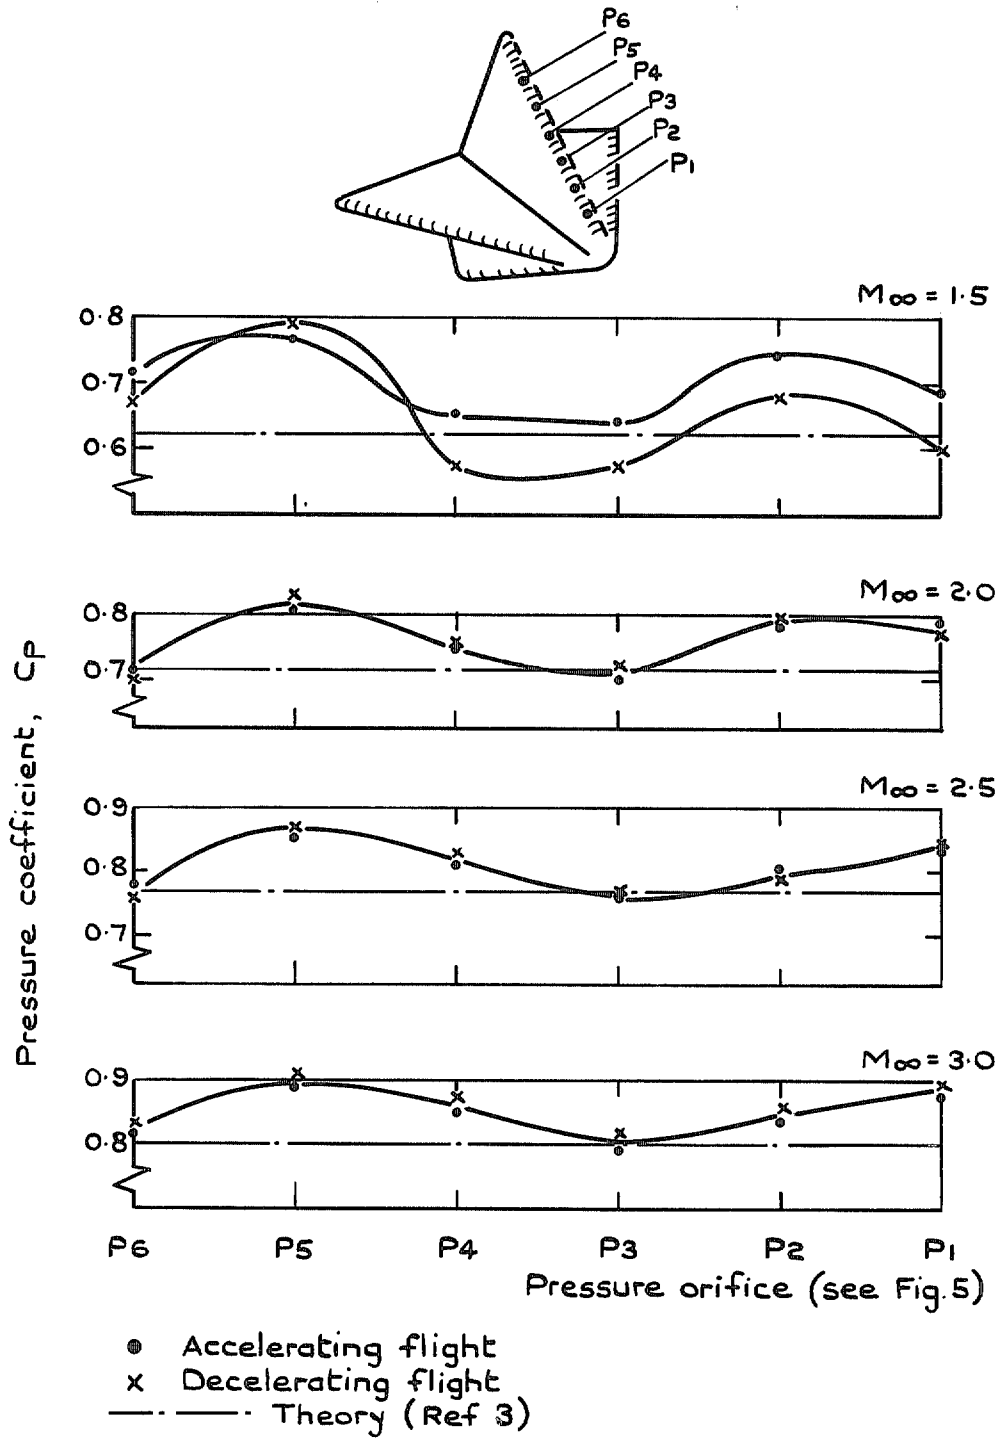 P6
P5
P4
P3
P2
P1
M∞ = 1·5
0·8
0·7
0·6
M∞ = 2·0
0·8
0·7
M∞ = 2·5
0·9
0·8
0·7
M∞ = 3·0
0·9
0·8
Pressure coefficient, Cp
P6 P5 P4 P3 P2 P1
Pressure orifice (see Fig.5)
Accelerating flight
× Decelerating flight
Theory (Ref 3)